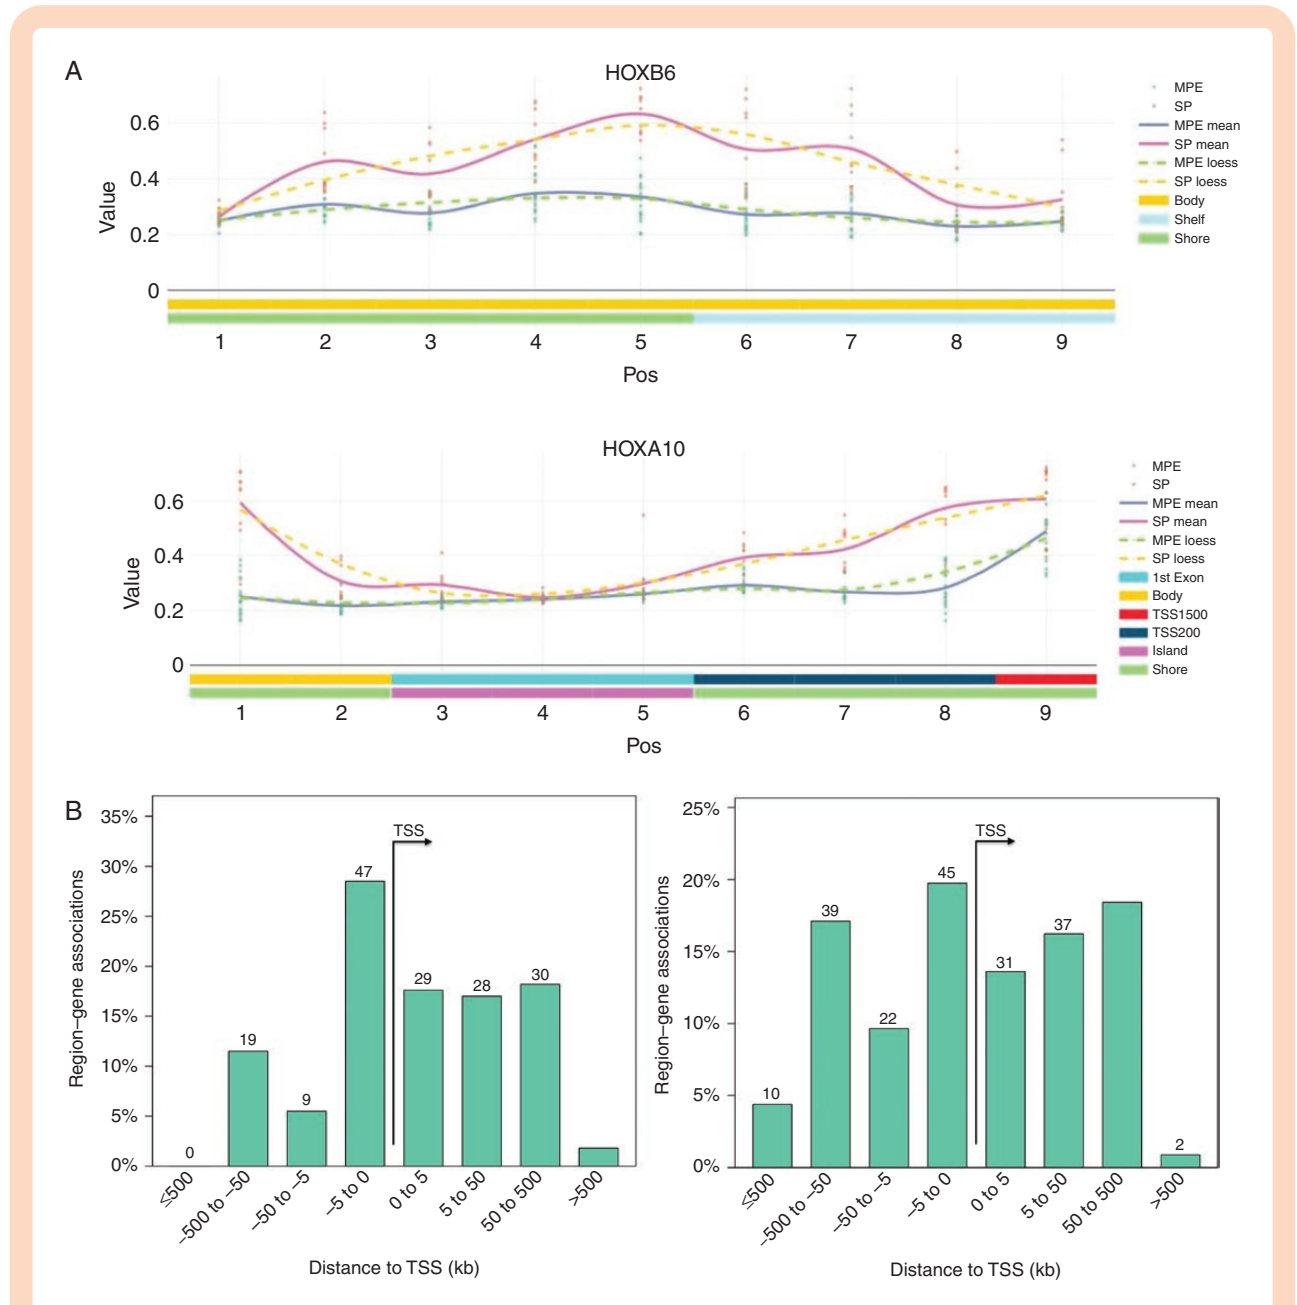 A
HOXB6
Value
0.6
0.4
0.2
0
1 2 3 4 5 6 7 8 9
Pos
MPE
SP
MPE mean
SP mean
MPE loess
SP loess
Body
Shelf
Shore
HOXA10
Value
0.6
0.4
0.2
0
1 2 3 4 5 6 7 8 9
Pos
MPE
SP
MPE mean
SP mean
MPE loess
SP loess
1st Exon
Body
TSS1500
TSS200
Island
Shore
B
Region–gene associations
35%
30%
25%
20%
15%
10%
5%
0%
TSS
0 19 9 47 29 28 30
≤500 –500 to –50 –50 to –5 –5 to 0 0 to 5 5 to 50 50 to 500 >500
Distance to TSS (kb)
Region–gene associations
25%
20%
15%
10%
5%
0%
TSS
10 39 22 45 31 37 2
≤500 –500 to –50 –50 to –5 –5 to 0 0 to 5 5 to 50 50 to 500 >500
Distance to TSS (kb)